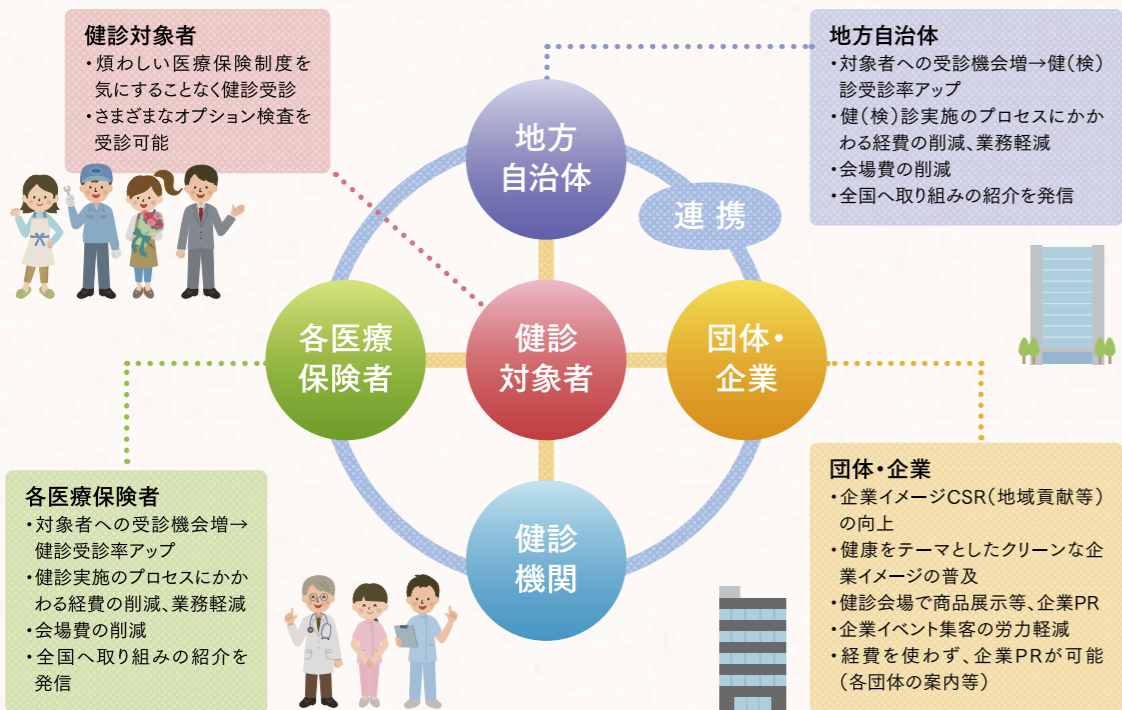 健診対象者
・煩わしい医療保険制度を
気にすることなく健診受診
・さまざまなオプション検査を
受診可能
地方自治体
・対象者への受診機会増→健(検)
診受診率アップ
・健(検)診実施のプロセスにかか
わる経費の削減、業務軽減
・会場費の削減
・全国へ取り組みの紹介を発信
地方
自治体
連携
各医療
保険者
健診
対象者
団体・
企業
健診
機関
各医療保険者
・対象者への受診機会増→
健診受診率アップ
・健診実施のプロセスにかか
わる経費の削減、業務軽減
・会場費の削減
・全国へ取り組みの紹介を
発信
団体・企業
・企業イメージCSR(地域貢献等)
の向上
・健康をテーマとしたクリーンな企
業イメージの普及
・健診会場で商品展示等、企業PR
・企業イベント集客の労力軽減
・経費を使わず、企業PRが可能
(各団体の案内等)